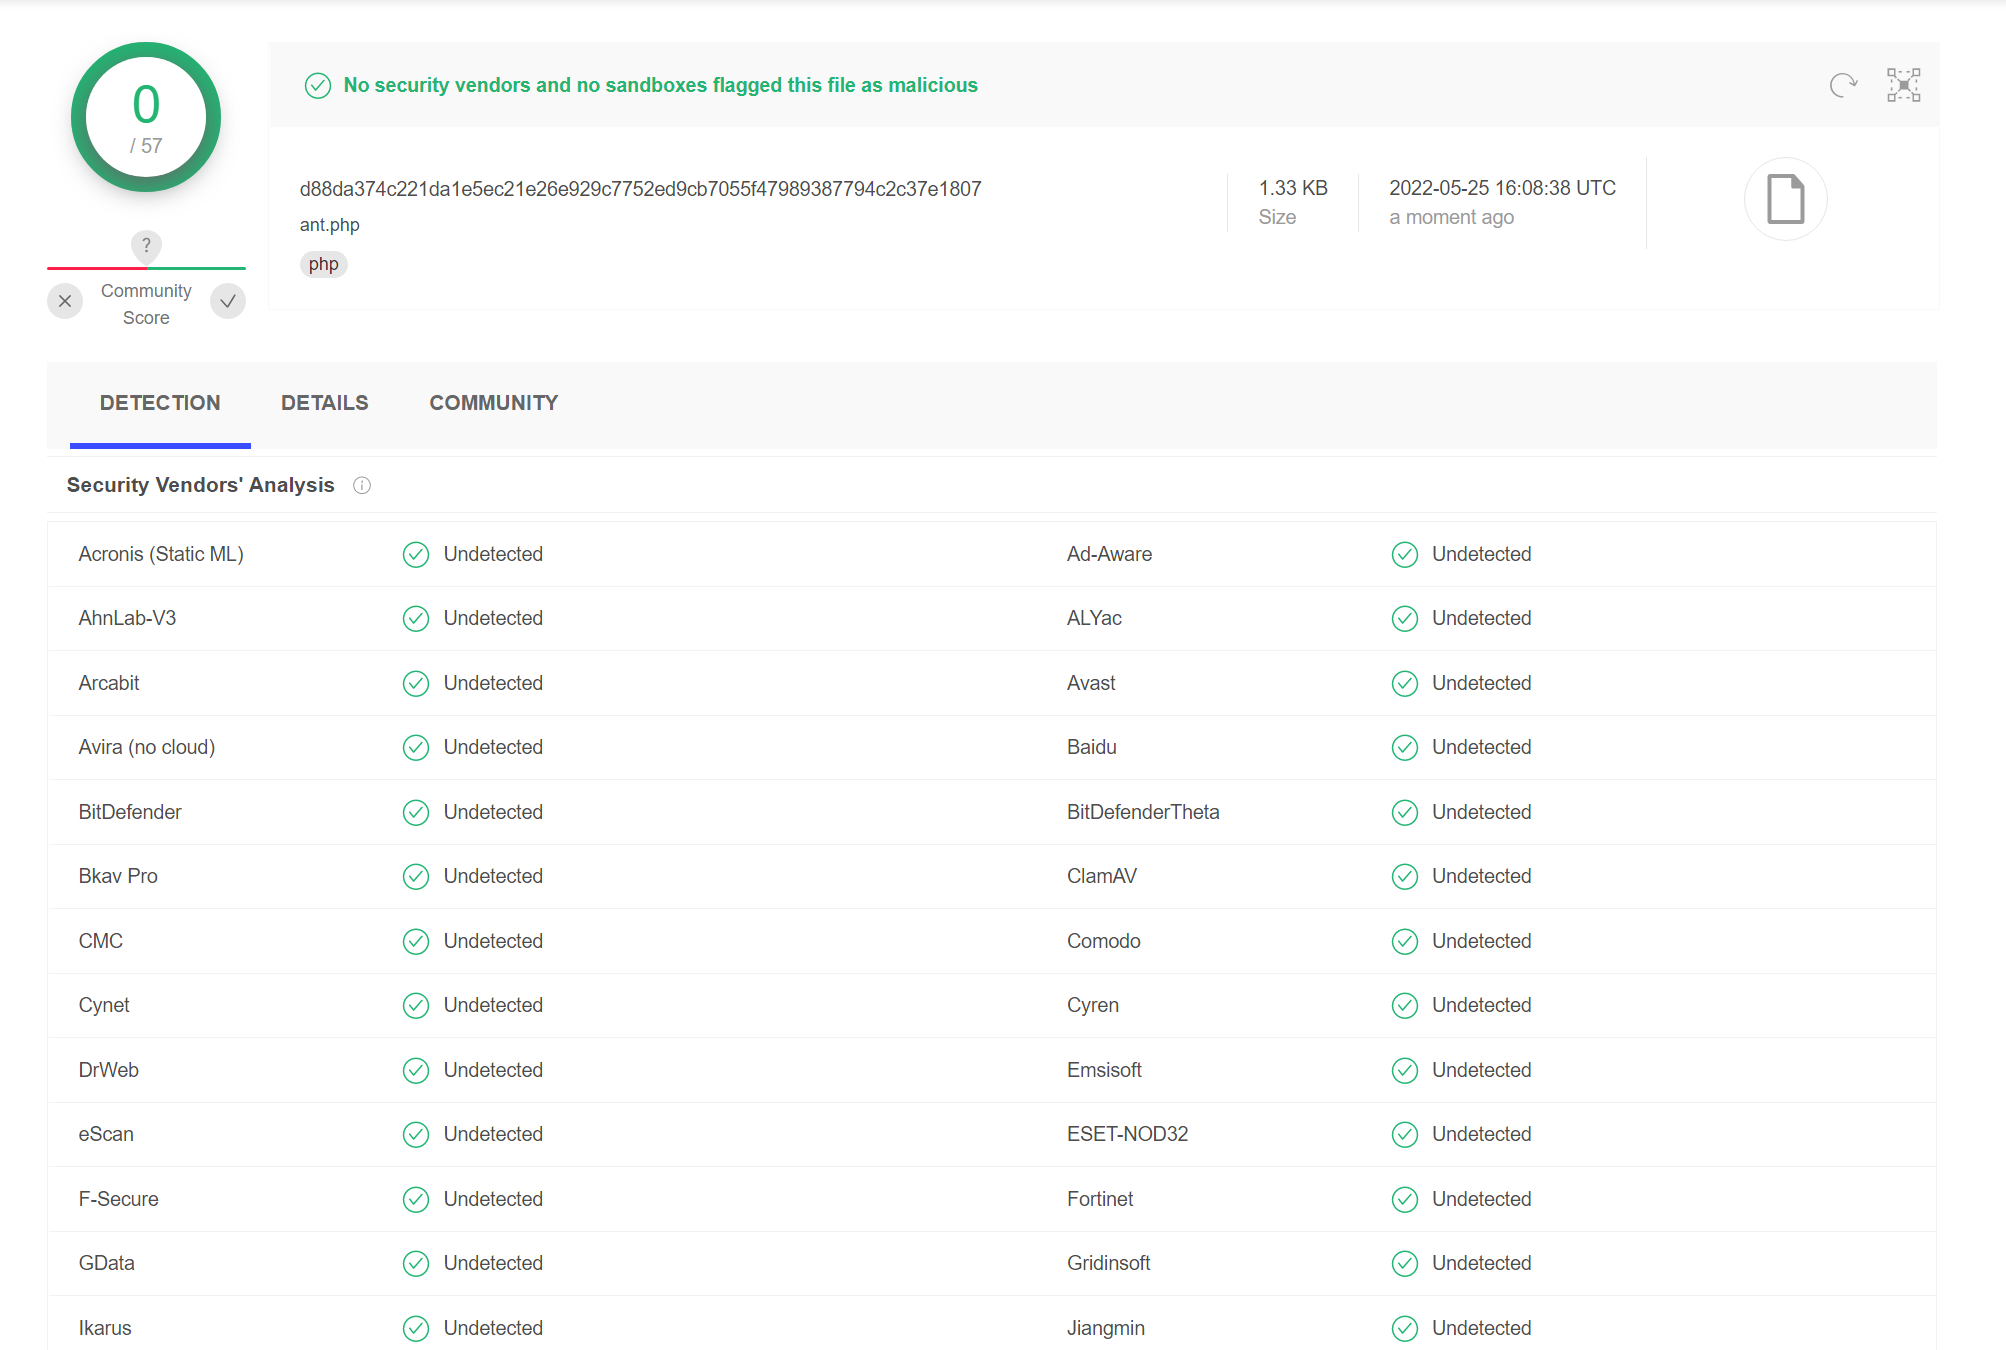 0
/ 57
?
Community
Score
No security vendors and no sandboxes flagged this file as malicious
d88da374c221da1e5ec21e26e929c7752ed9cb7055f47989387794c2c37e1807
ant.php
php
1.33 KB
Size
2022-05-25 16:08:38 UTC
a moment ago
DETECTION DETAILS COMMUNITY
Security Vendors' Analysis
Acronis (Static ML) Undetected Ad-Aware Undetected
AhnLab-V3 Undetected ALYac Undetected
Arcabit Undetected Avast Undetected
Avira (no cloud) Undetected Baidu Undetected
BitDefender Undetected BitDefenderTheta Undetected
Bkav Pro Undetected ClamAV Undetected
CMC Undetected Comodo Undetected
Cynet Undetected Cyren Undetected
DrWeb Undetected Emsisoft Undetected
eScan Undetected ESET-NOD32 Undetected
F-Secure Undetected Fortinet Undetected
GData Undetected Gridinsoft Undetected
Ikarus Undetected Jiangmin Undetected